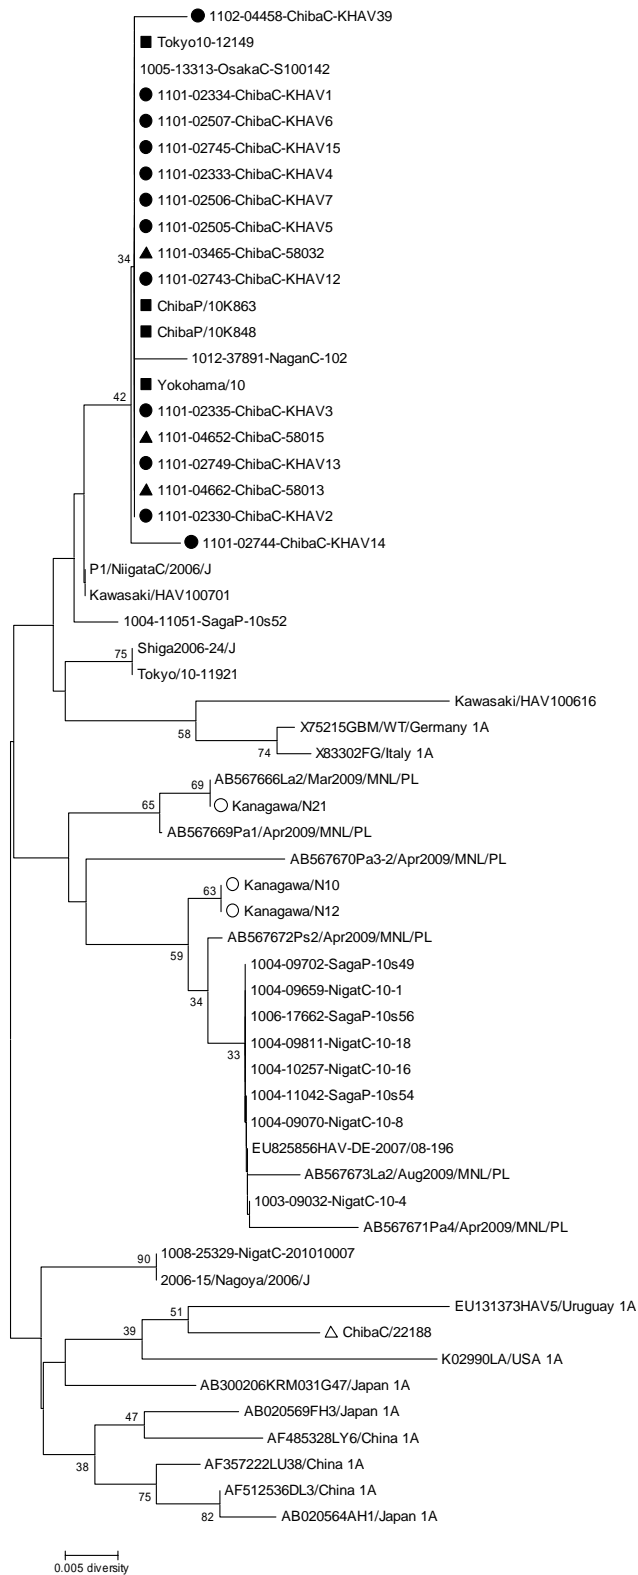 1102-04458-ChibaC-KHAV39
Tokyo10-12149
1005-13313-OsakaC-S100142
1101-02334-ChibaC-KHAV1
1101-02507-ChibaC-KHAV6
1101-02745-ChibaC-KHAV15
1101-02333-ChibaC-KHAV4
1101-02506-ChibaC-KHAV7
1101-02505-ChibaC-KHAV5
34
1101-03465-ChibaC-58032
1101-02743-ChibaC-KHAV12
ChibaP/10K863
ChibaP/10K848
1012-37891-NaganC-102
Yokohama/10
42
1101-02335-ChibaC-KHAV3
1101-04652-ChibaC-58015
1101-02749-ChibaC-KHAV13
1101-04662-ChibaC-58013
1101-02330-ChibaC-KHAV2
1101-02744-ChibaC-KHAV14
P1/NiigataC/2006/J
Kawasaki/HAV100701
1004-11051-SagaP-10s52
75
Shiga2006-24/J
Tokyo/10-11921
Kawasaki/HAV100616
58
X75215GBM/WT/Germany 1A
74
X83302FG/Italy 1A
69
AB567666La2/Mar2009/MNL/PL
65
Kanagawa/N21
AB567669Pa1/Apr2009/MNL/PL
AB567670Pa3-2/Apr2009/MNL/PL
63
Kanagawa/N10
Kanagawa/N12
59
AB567672Ps2/Apr2009/MNL/PL
1004-09702-SagaP-10s49
34
1004-09659-NigatC-10-1
1006-17662-SagaP-10s56
33
1004-09811-NigatC-10-18
1004-10257-NigatC-10-16
1004-11042-SagaP-10s54
1004-09070-NigatC-10-8
EU825856HAV-DE-2007/08-196
AB567673La2/Aug2009/MNL/PL
1003-09032-NigatC-10-4
AB567671Pa4/Apr2009/MNL/PL
90
1008-25329-NigatC-201010007
2006-15/Nagoya/2006/J
51
EU131373HAV5/Uruguay 1A
39
ChibaC/22188
K02990LA/USA 1A
AB300206KRM031G47/Japan 1A
47
AB020569FH3/Japan 1A
AF485328LY6/China 1A
38
AF357222LU38/China 1A
75
AF512536DL3/China 1A
82
AB020564AH1/Japan 1A
0.005 diversity